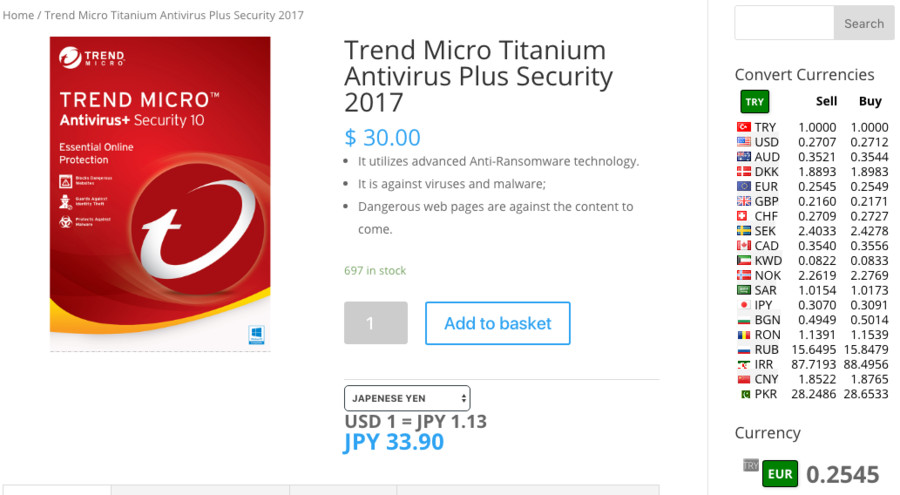 Home / Trend Micro Titanium Antivirus Plus Security 2017
TREND
MICRO
TREND MICRO™
Antivirus+ Security 10
Essential Online
Protection
Blocks Dangerous
Websites
Guards Against
Identity Theft
Protects Against
Malware
Trend Micro Titanium
Antivirus Plus Security
2017
$ 30.00
It utilizes advanced Anti-Ransomware technology.
It is against viruses and malware;
Dangerous web pages are against the content to
come.
697 in stock
1
Add to basket
JAPENESE YEN
USD 1 = JPY 1.13
JPY 33.90
Search
Convert Currencies
TRY Sell Buy
TRY 1.0000 1.0000
USD 0.2707 0.2712
AUD 0.3521 0.3544
DKK 1.8893 1.8983
EUR 0.2545 0.2549
GBP 0.2160 0.2171
CHF 0.2709 0.2727
SEK 2.4033 2.4278
CAD 0.3540 0.3556
KWD 0.0822 0.0833
NOK 2.2619 2.2769
SAR 1.0154 1.0173
IPY 0.3070 0.3091
BGN 0.4949 0.5014
RON 1.1391 1.1539
RUB 15.6495 15.8479
IRR 87.7193 88.4956
CNY 1.8522 1.8765
PKR 28.2486 28.6533
Currency
TRY EUR 0.2545